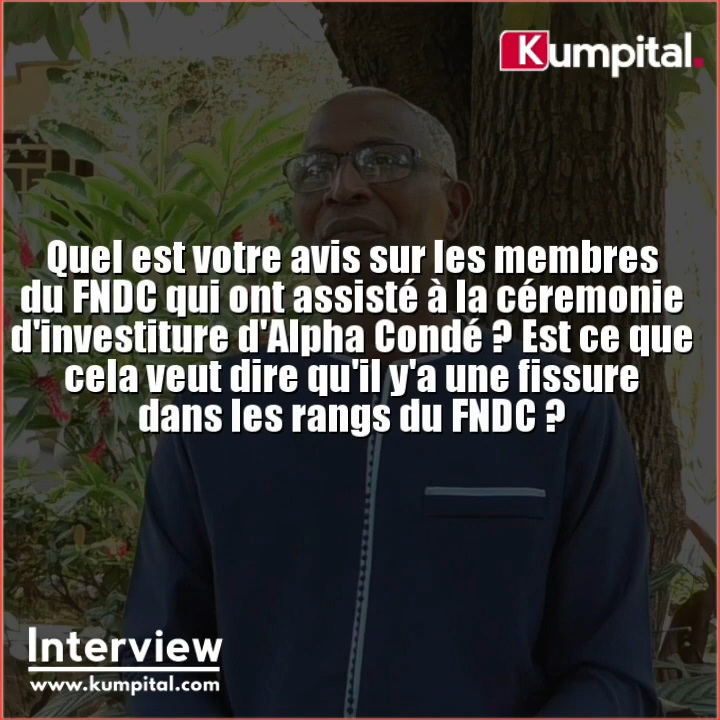 Kumpital.
Quel est votre avis sur les membres
du FNDC qui ont assisté à la céremonie
d'investiture d'Alpha Condé ? Est ce que
cela veut dire qu'il y'a une fissure
dans les rangs du FNDC ?
Interview
www.kumpital.com